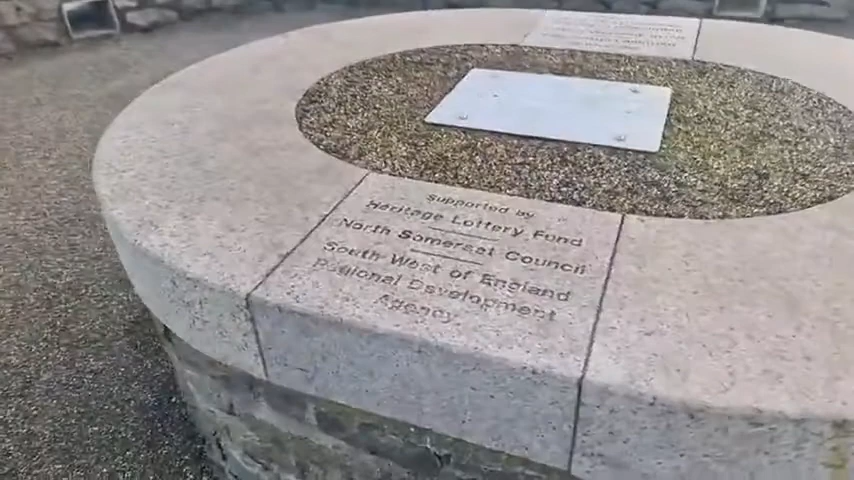 Supported by
Heritage Lottery Fund
North Somerset Council
South West of England
Regional Development
Agency